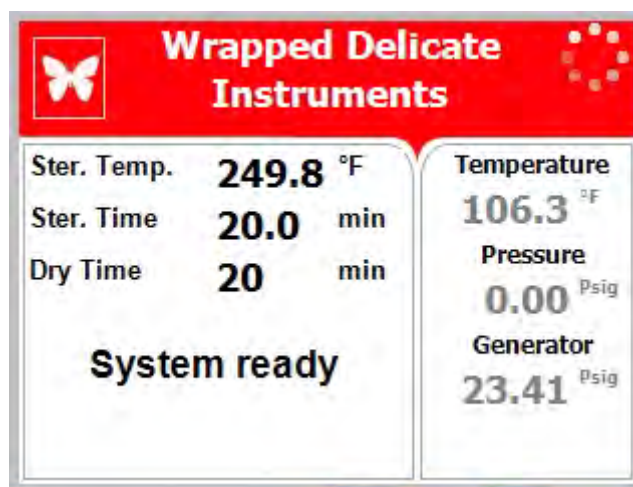 Wrapped Delicate
Instruments
Ster. Temp. 249.8 °F
Ster. Time 20.0 min
Dry Time 20 min
System ready
Temperature
106.3 °F
Pressure
0.00 Psig
Generator
23.41 Psig